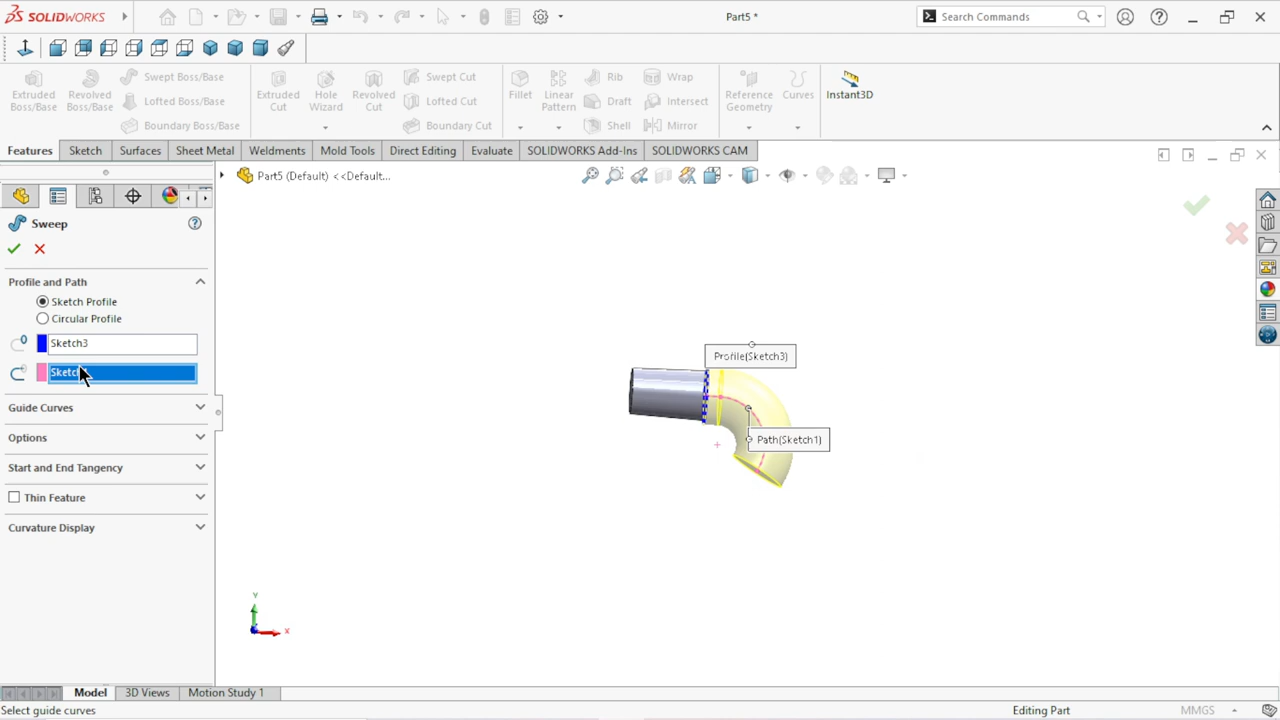 SOLIDWORKS
Part5 *
Search Commands
Extruded Boss/Base
Revolved Boss/Base
Swept Boss/Base
Lofted Boss/Base
Boundary Boss/Base
Extruded Cut
Hole Wizard
Revolved Cut
Swept Cut
Lofted Cut
Boundary Cut
Fillet
Linear Pattern
Rib
Draft
Shell
Wrap
Intersect
Mirror
Reference Geometry
Curves
Instant3D
Features
Sketch
Surfaces
Sheet Metal
Weldments
Mold Tools
Direct Editing
Evaluate
SOLIDWORKS Add-Ins
SOLIDWORKS CAM
Part5 (Default) <<Default...
Sweep
Profile and Path
Sketch Profile
Circular Profile
Sketch3
Guide Curves
Options
Start and End Tangency
Thin Feature
Curvature Display
Profile(Sketch3)
Path(Sketch1)
Y
X
Model
3D Views
Motion Study 1
Select guide curves
Editing Part
MMGS